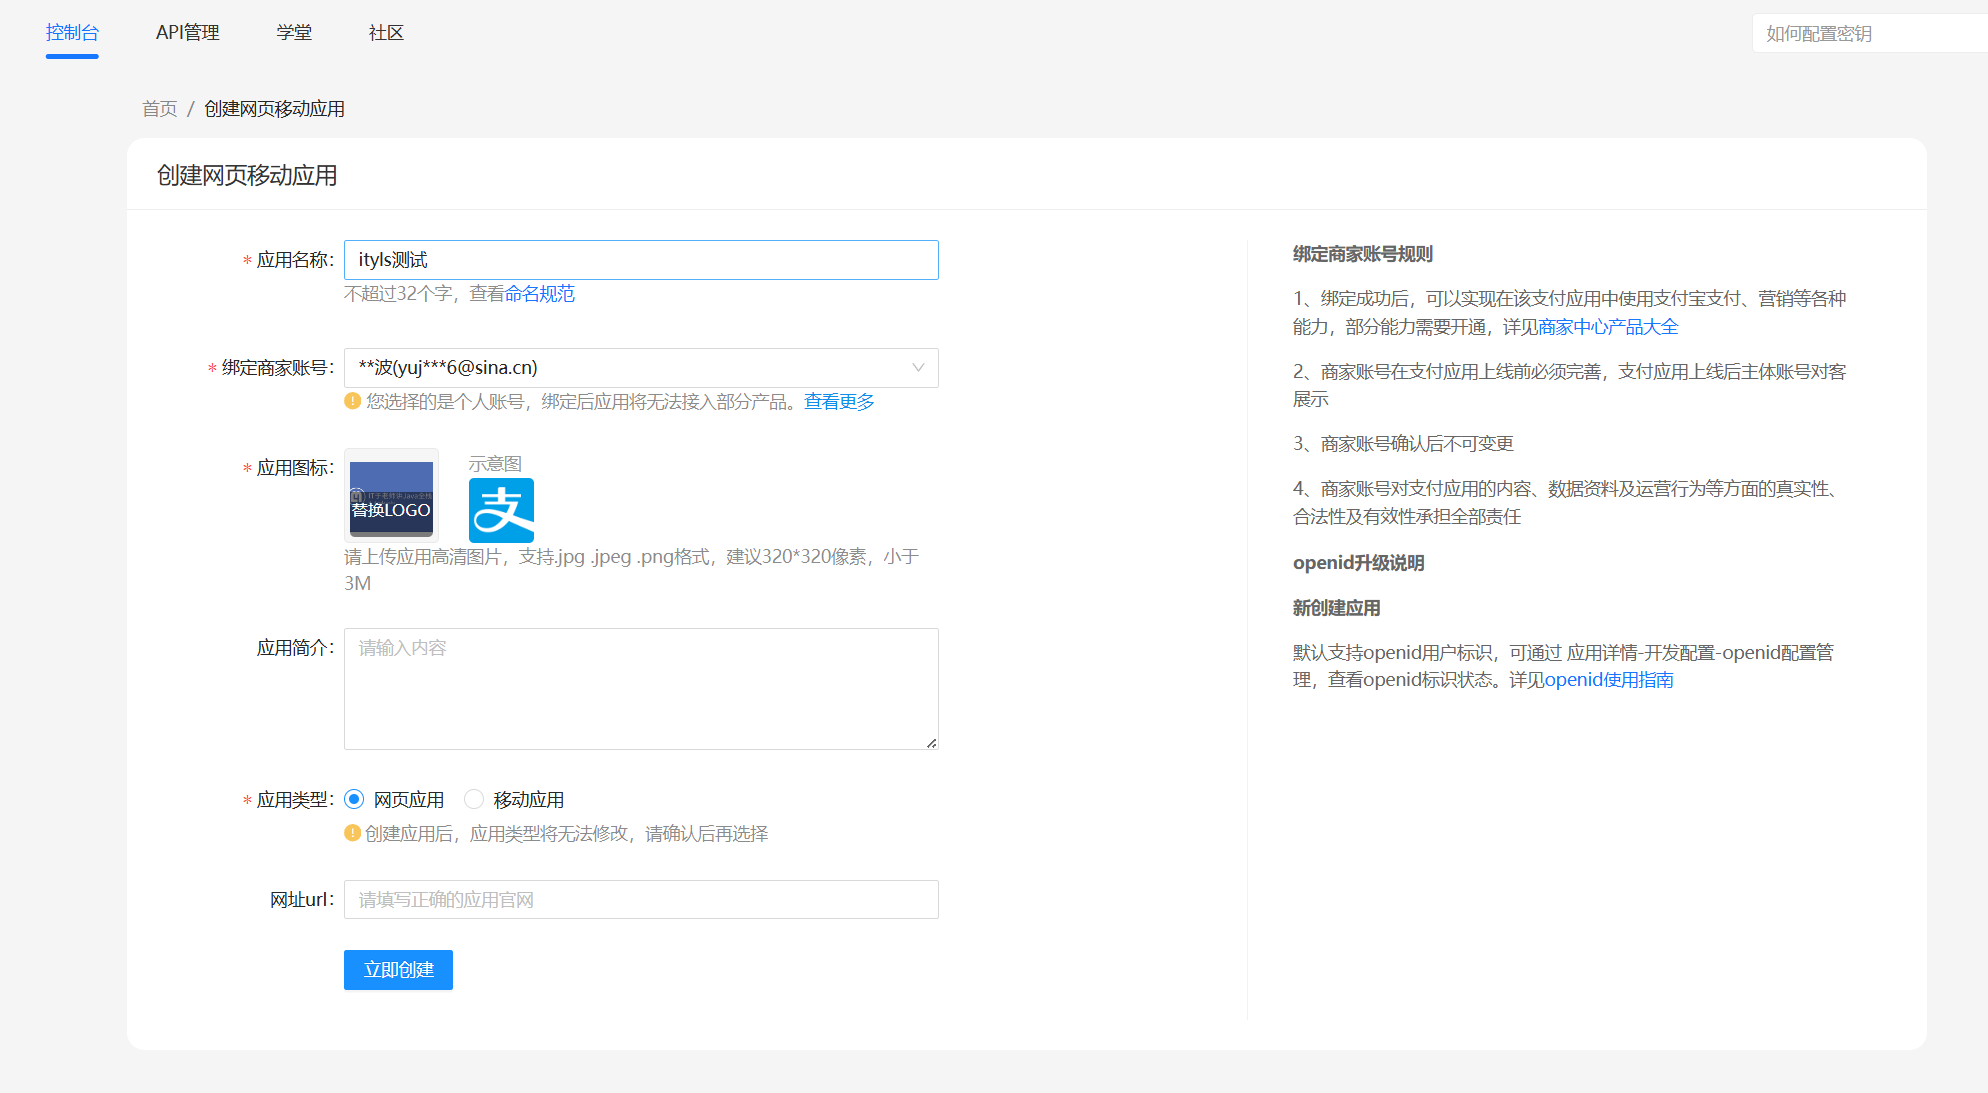 控制台 API管理 学堂 社区 如何配置密钥
首页 / 创建网页移动应用
创建网页移动应用
* 应用名称: ityls测试
不超过32个字，查看命名规范
* 绑定商家账号: **波(yuj***6@sina.cn)
您选择的是个人账号，绑定后应用将无法接入部分产品。查看更多
* 应用图标:
替换LOGO
示意图
支
请上传应用高清图片，支持.jpg .jpeg .png格式，建议320*320像素，小于
3M
应用简介: 请输入内容
* 应用类型: 网页应用 移动应用
创建应用后，应用类型将无法修改，请确认后再选择
网址url: 请填写正确的应用官网
立即创建
绑定商家账号规则
1、绑定成功后，可以实现在该支付应用中使用支付宝支付、营销等各种
能力，部分能力需要开通，详见商家中心产品大全
2、商家账号在支付应用上线前必须完善，支付应用上线后主体账号对客
展示
3、商家账号确认后不可变更
4、商家账号对支付应用的内容、数据资料及运营行为等方面的真实性、
合法性及有效性承担全部责任
openid升级说明
新创建应用
默认支持openid用户标识，可通过 应用详情-开发配置-openid配置管
理，查看openid标识状态。详见openid使用指南